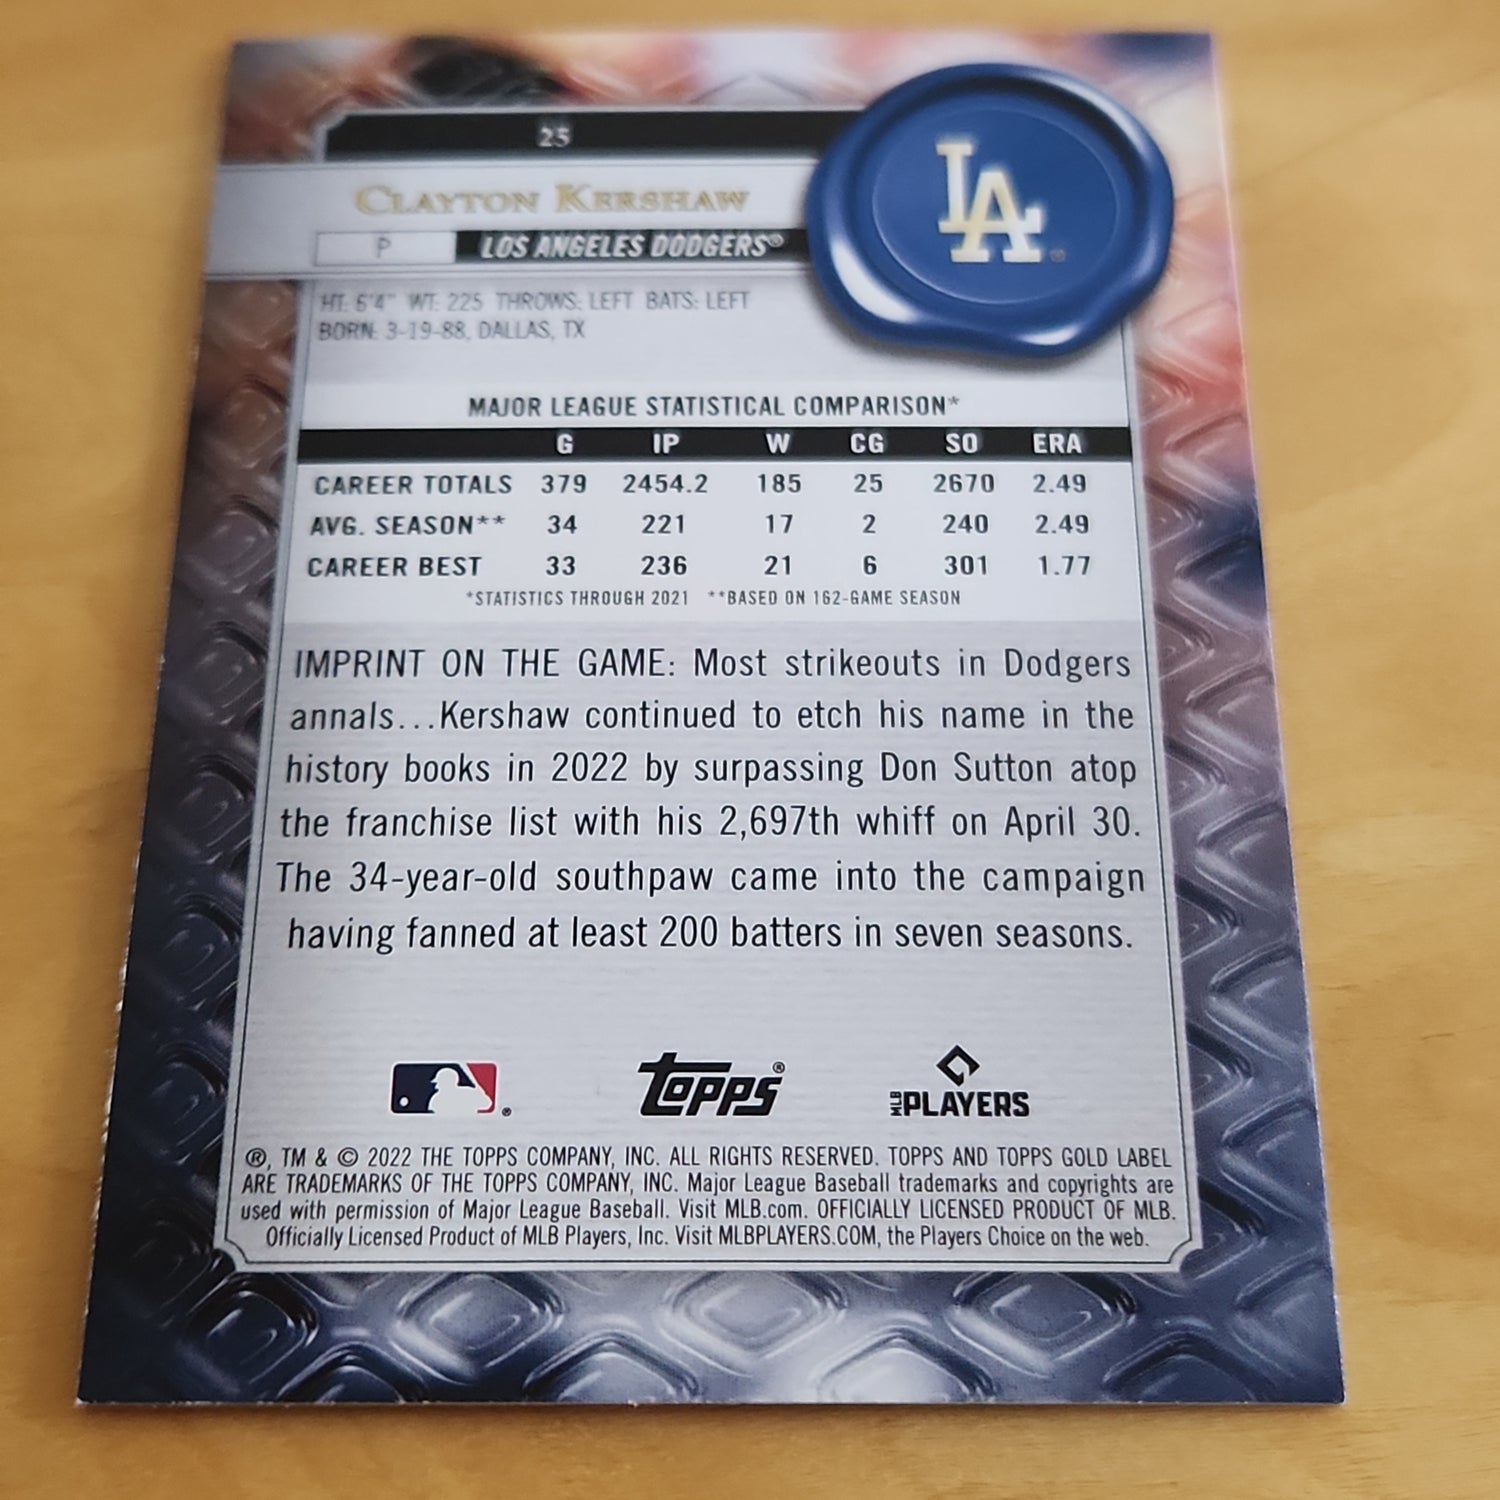 25
CLAYTON KERSHAW
P LOS ANGELES DODGERS®
LA
HT: 6'4" WT: 225 THROWS: LEFT BATS: LEFT
BORN: 3-19-88, DALLAS, TX
MAJOR LEAGUE STATISTICAL COMPARISON*
G IP W CG SO ERA
CAREER TOTALS 379 2454.2 185 25 2670 2.49
AVG. SEASON** 34 221 17 2 240 2.49
CAREER BEST 33 236 21 6 301 1.77
*STATISTICS THROUGH 2021 **BASED ON 162-GAME SEASON
IMPRINT ON THE GAME: Most strikeouts in Dodgers
annals...Kershaw continued to etch his name in the
history books in 2022 by surpassing Don Sutton atop
the franchise list with his 2,697th whiff on April 30.
The 34-year-old southpaw came into the campaign
having fanned at least 200 batters in seven seasons.
Topps® MLB PLAYERS
®, TM & © 2022 THE TOPPS COMPANY, INC. ALL RIGHTS RESERVED. TOPPS AND TOPPS GOLD LABEL
ARE TRADEMARKS OF THE TOPPS COMPANY, INC. Major League Baseball trademarks and copyrights are
used with permission of Major League Baseball. Visit MLB.com. OFFICIALLY LICENSED PRODUCT OF MLB.
Officially Licensed Product of MLB Players, Inc. Visit MLBPLAYERS.COM, the Players Choice on the web.